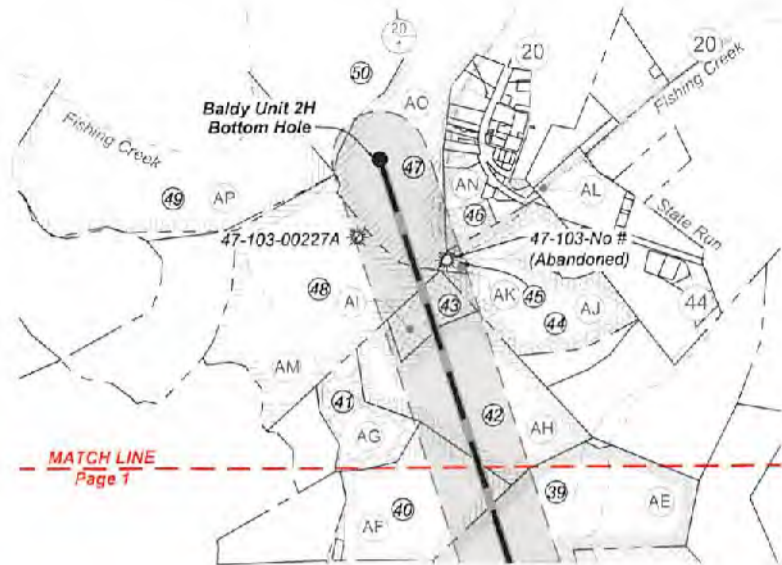 20
1
20
20
50
AO
Baldy Unit 2H
Bottom Hole
Fishing Creek
Fishing Creek
47
49
AP
AN
46
AL
State Run
47-103-00227A
47-103-No #
(Abandoned)
48
AI
43
AK
45
44
AJ
44
AM
41
AG
42
AH
MATCH LINE
Page 1
40
AF
39
AE